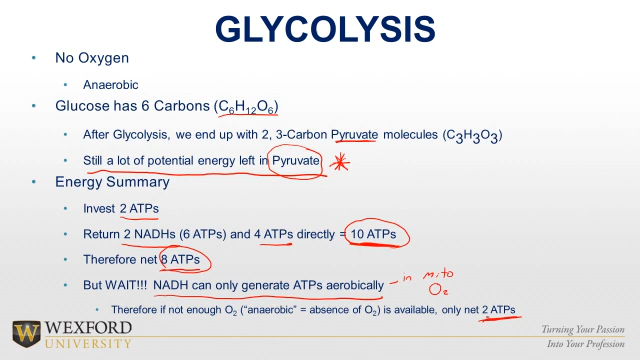 GLYCOLYSIS
• No Oxygen
• Anaerobic
• Glucose has 6 Carbons (C6H12O6)
• After Glycolysis, we end up with 2, 3-Carbon Pyruvate molecules (C3H3O3)
• Still a lot of potential energy left in Pyruvate *
• Energy Summary
• Invest 2 ATPs
• Return 2 NADHs (6 ATPs) and 4 ATPs directly = 10 ATPs
• Therefore net 8 ATPs
• But WAIT!!! NADH can only generate ATPs aerobically - in mito
O2
• Therefore if not enough O2 ("anaerobic" = absence of O2) is available, only net 2 ATPs
WEXFORD
UNIVERSITY
Turning Your Passion
Into Your Profession